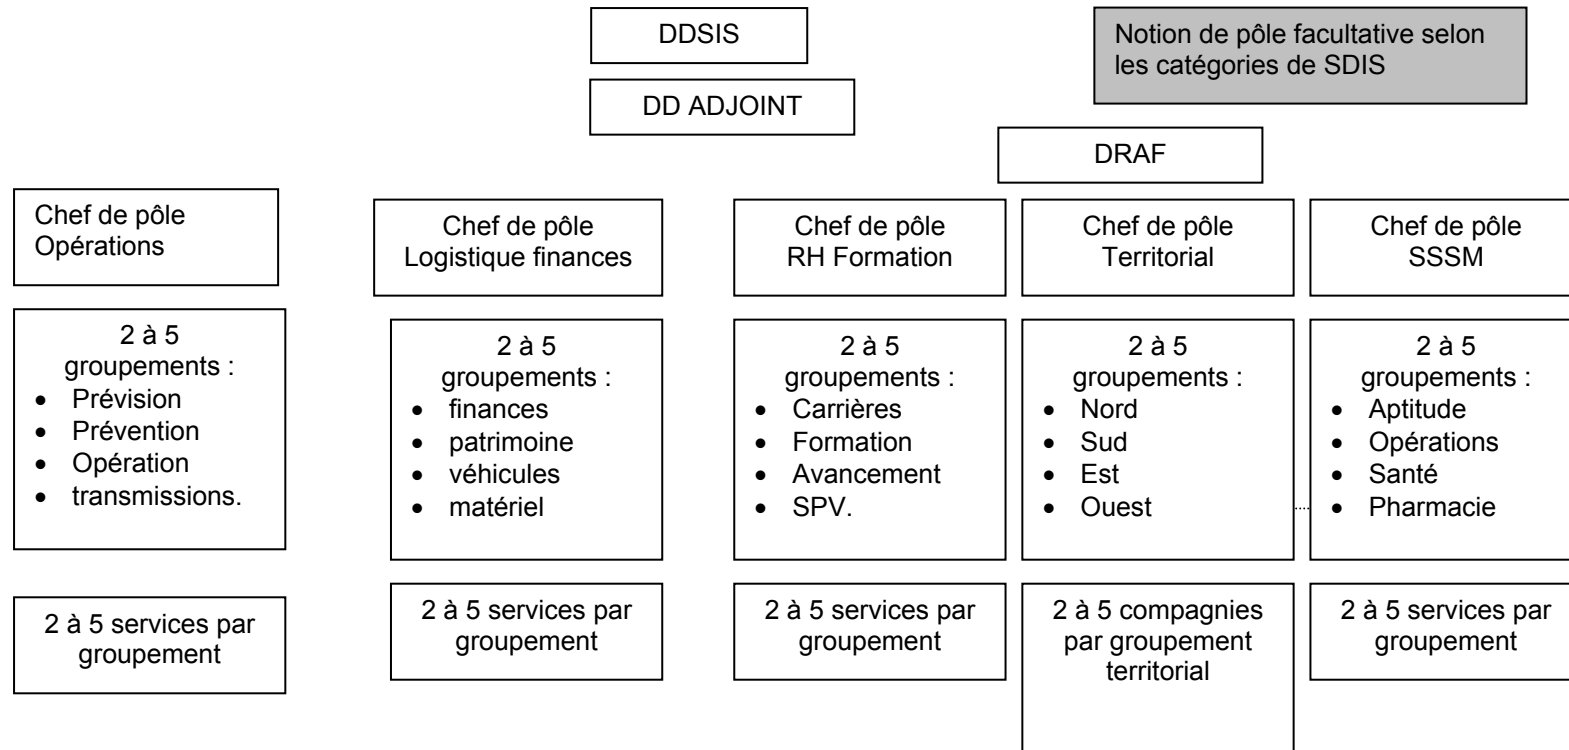 DDSIS
Notion de pôle facultative selon
les catégories de SDIS
DD ADJOINT
DRAF
Chef de pôle
Opérations
Chef de pôle
Logistique finances
Chef de pôle
RH Formation
Chef de pôle
Territorial
Chef de pôle
SSSM
2 à 5
groupements :
• Prévision
• Prévention
• Opération
• transmissions.
2 à 5
groupements :
• finances
• patrimoine
• véhicules
• matériel
2 à 5
groupements :
• Carrières
• Formation
• Avancement
• SPV.
2 à 5
groupements :
• Nord
• Sud
• Est
• Ouest
2 à 5
groupements :
• Aptitude
• Opérations
• Santé
• Pharmacie
2 à 5 services par
groupement
2 à 5 services par
groupement
2 à 5 services par
groupement
2 à 5 compagnies
par groupement
territorial
2 à 5 services par
groupement